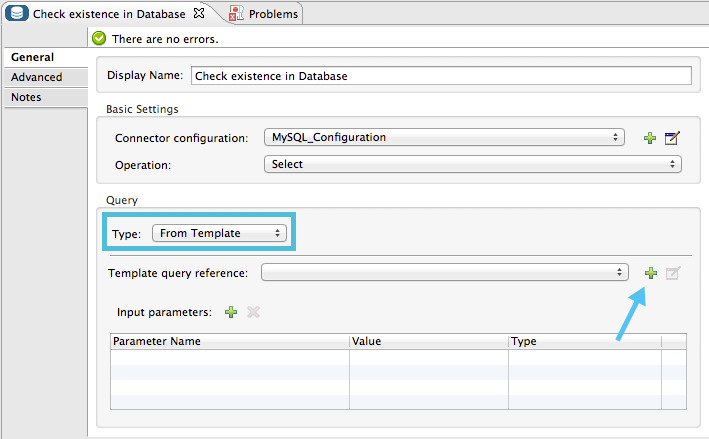 Check existence in Database Problems
There are no errors.
General
Advanced
Notes
Display Name: Check existence in Database
Basic Settings
Connector configuration: MySQL_Configuration
Operation: Select
Query
Type: From Template
Template query reference:
Input parameters:
Parameter Name Value Type